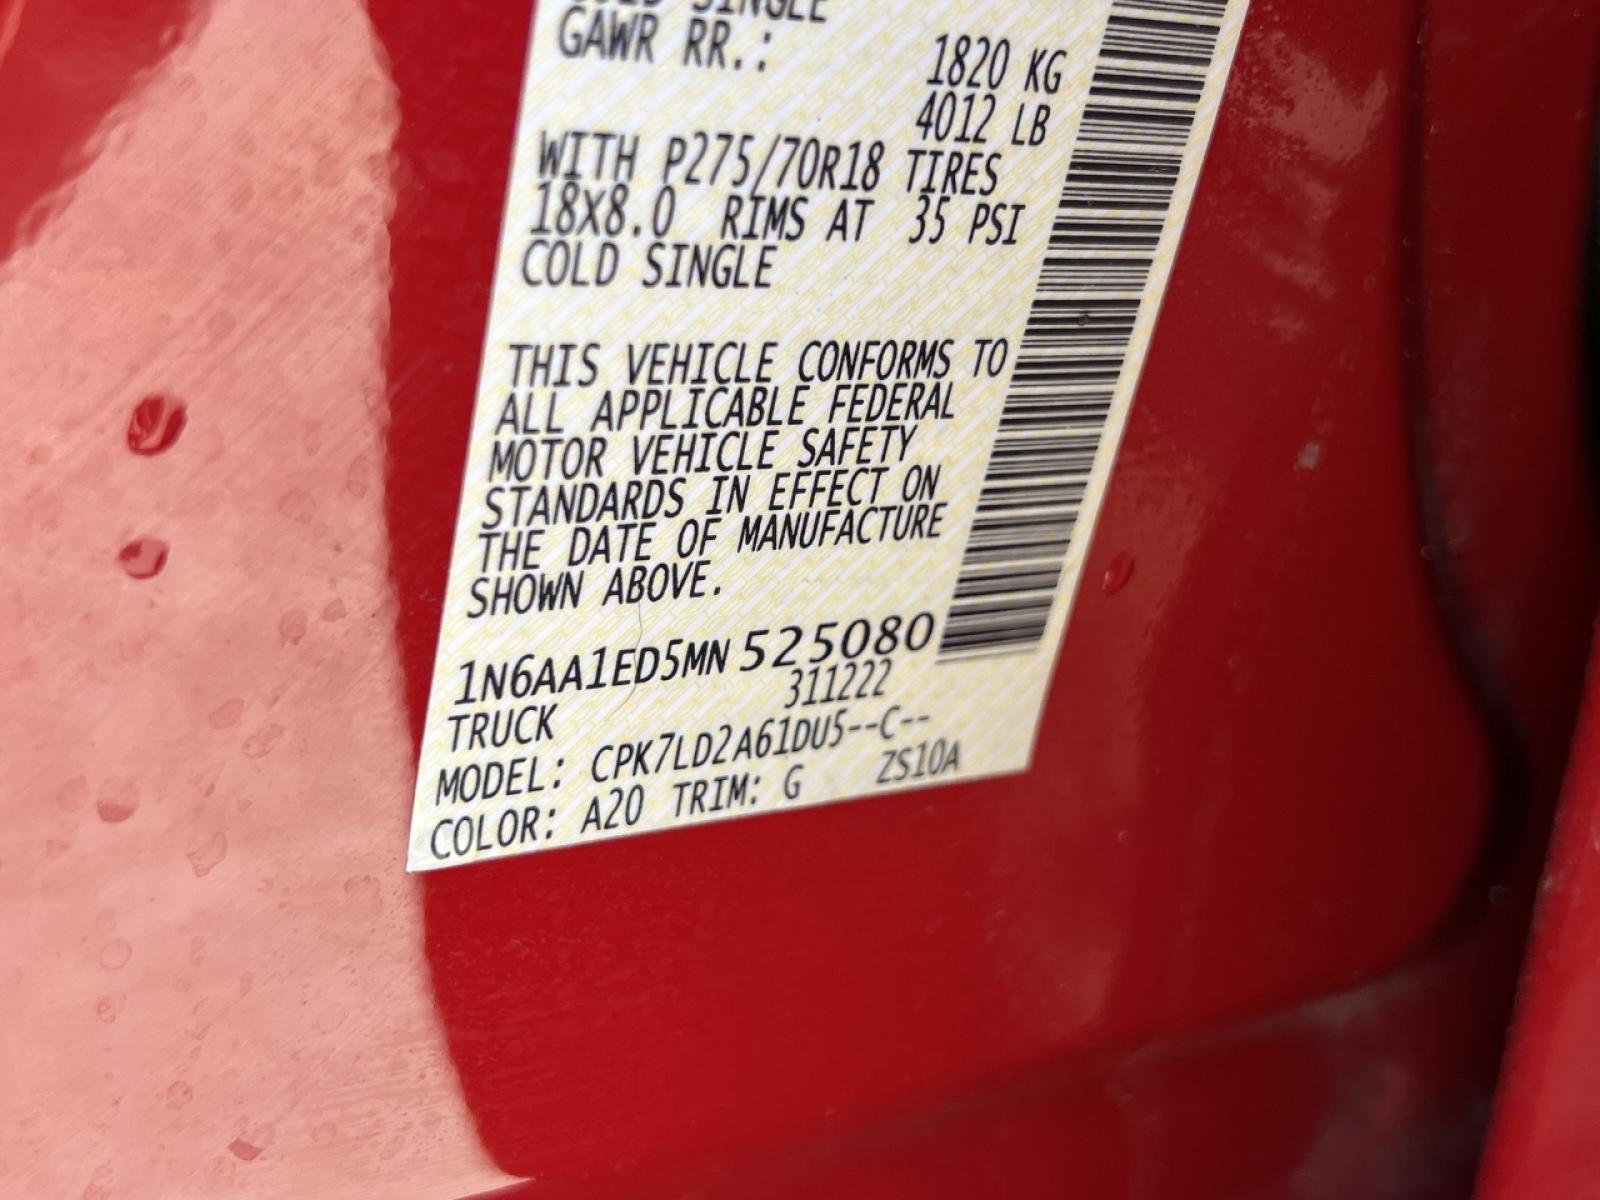 COLD SINGLE
GAWR RR.: 1820 KG
4012 LB
WITH P275/70R18 TIRES
18X8.0 RIMS AT 35 PSI
COLD SINGLE
THIS VEHICLE CONFORMS TO
ALL APPLICABLE FEDERAL
MOTOR VEHICLE SAFETY
STANDARDS IN EFFECT ON
THE DATE OF MANUFACTURE
SHOWN ABOVE.
1N6AA1ED5MN525080
TRUCK 311222
MODEL: CPK7LD2A61DU5--C--
COLOR: A20 TRIM: G ZS10A